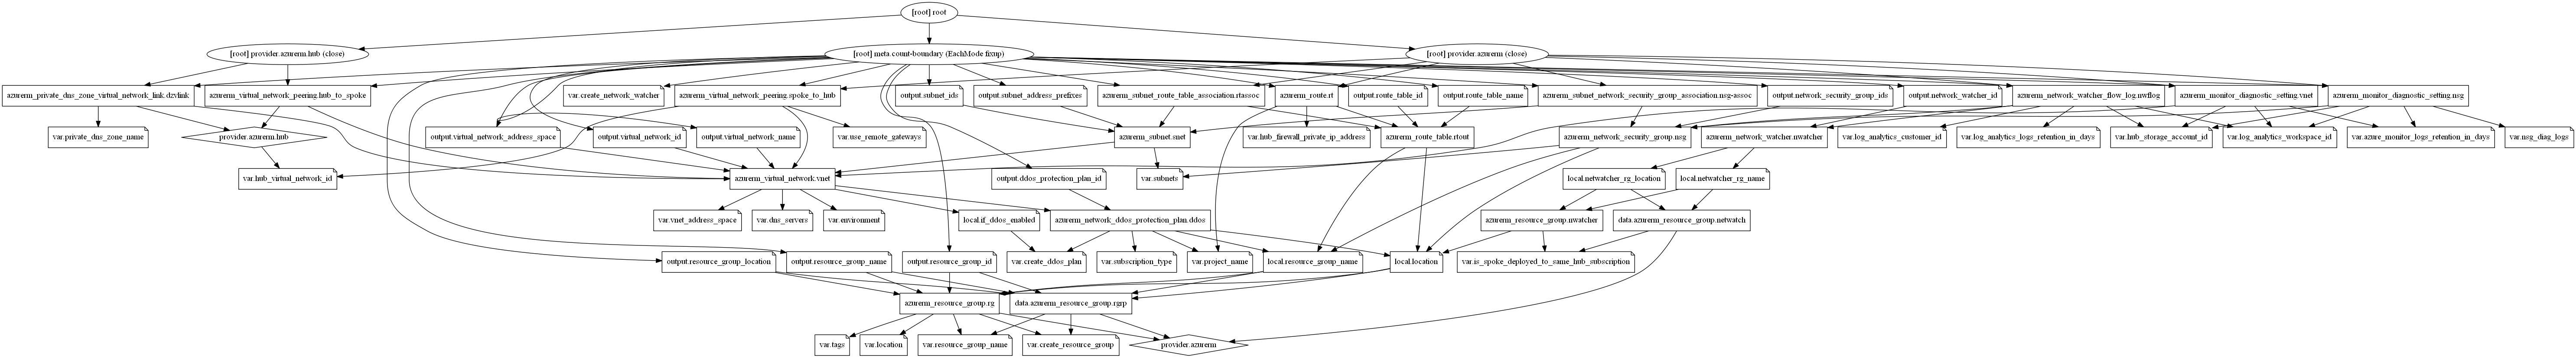 [root] root
[root] provider.azurerm.hub (close)
[root] meta.count-boundary (EachMode fixup)
[root] provider.azurerm (close)
azurerm_private_dns_zone_virtual_network_link.dzvlink
azurerm_virtual_network_peering.hub_to_spoke
var.create_network_watcher
azurerm_virtual_network_peering.spoke_to_hub
output.subnet_ids
output.subnet_address_prefixes
azurerm_subnet_route_table_association.rtassoc
azurerm_route.rt
output.route_table_id
output.route_table_name
azurerm_subnet_network_security_group_association.nsg-assoc
output.network_security_group_ids
output.network_watcher_id
azurerm_network_watcher_flow_log.nwflog
azurerm_monitor_diagnostic_setting.vnet
azurerm_monitor_diagnostic_setting.nsg
var.private_dns_zone_name
provider.azurerm.hub
output.virtual_network_address_space
output.virtual_network_id
output.virtual_network_name
var.use_remote_gateways
azurerm_subnet.snet
var.hub_firewall_private_ip_address
azurerm_route_table.rtout
azurerm_network_security_group.nsg
azurerm_network_watcher.nwatcher
var.log_analytics_customer_id
var.log_analytics_logs_retention_in_days
var.hub_storage_account_id
var.log_analytics_workspace_id
var.azure_monitor_logs_retention_in_days
var.nsg_diag_logs
var.hub_virtual_network_id
azurerm_virtual_network.vnet
output.ddos_protection_plan_id
var.subnets
local.netwatcher_rg_location
local.netwatcher_rg_name
var.vnet_address_space
var.dns_servers
var.environment
local.if_ddos_enabled
azurerm_network_ddos_protection_plan.ddos
azurerm_resource_group.nwatcher
data.azurerm_resource_group.netwatch
output.resource_group_location
output.resource_group_name
output.resource_group_id
var.create_ddos_plan
var.subscription_type
var.project_name
local.resource_group_name
local.location
var.is_spoke_deployed_to_same_hub_subscription
azurerm_resource_group.rg
data.azurerm_resource_group.rgrp
var.tags
var.location
var.resource_group_name
var.create_resource_group
provider.azurerm